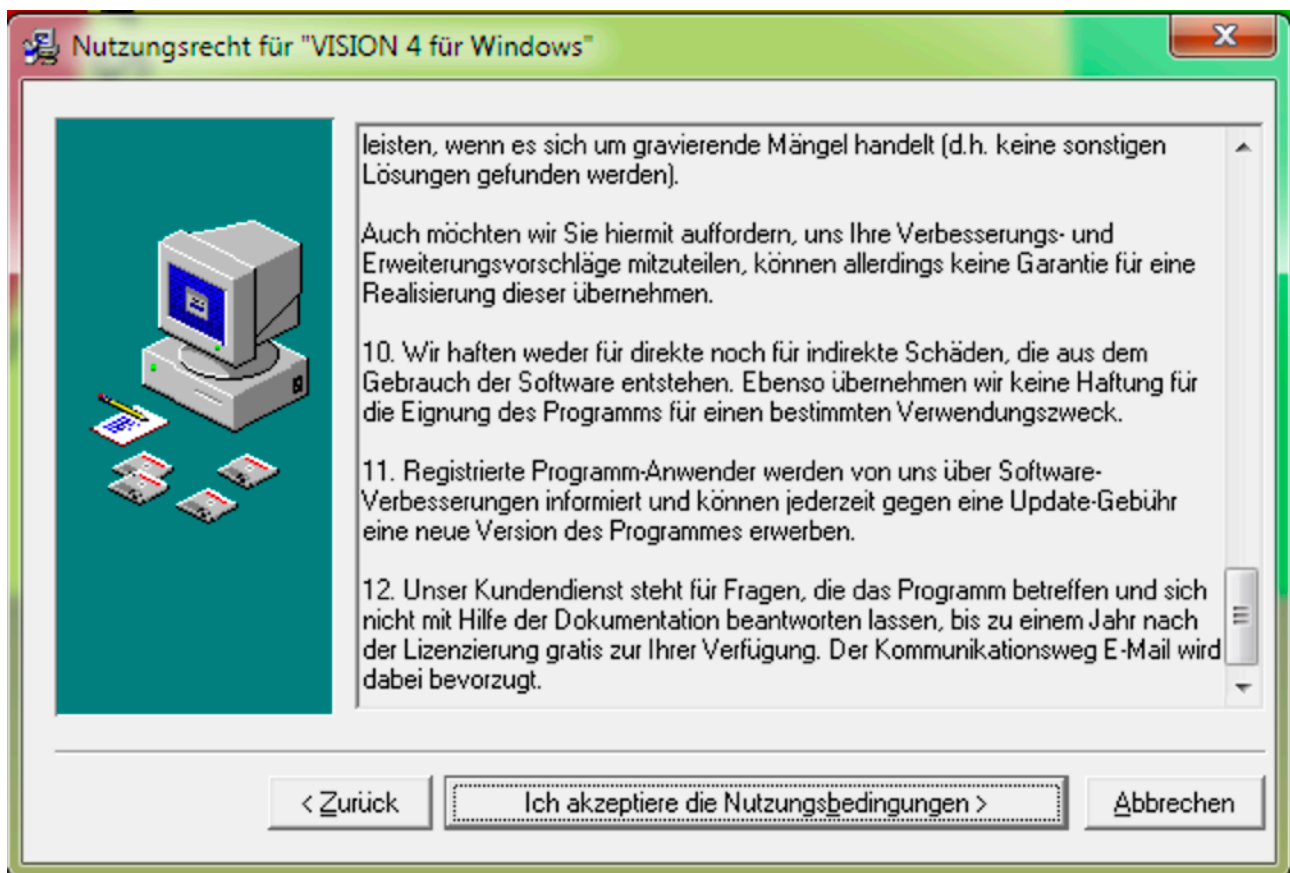 Nutzungsrecht für "VISION 4 für Windows"
leisten, wenn es sich um gravierende Mängel handelt (d.h. keine sonstigen
Lösungen gefunden werden).
Auch möchten wir Sie hiermit auffordern, uns Ihre Verbesserungs- und
Erweiterungsvorschläge mitzuteilen, können allerdings keine Garantie für eine
Realisierung dieser übernehmen.
10. Wir haften weder für direkte noch für indirekte Schäden, die aus dem
Gebrauch der Software entstehen. Ebenso übernehmen wir keine Haftung für
die Eignung des Programms für einen bestimmten Verwendungszweck.
11. Registrierte Programm-Anwender werden von uns über Software-
Verbesserungen informiert und können jederzeit gegen eine Update-Gebühr
eine neue Version des Programmes erwerben.
12. Unser Kundendienst steht für Fragen, die das Programm betreffen und sich
nicht mit Hilfe der Dokumentation beantworten lassen, bis zu einem Jahr nach
der Lizenzierung gratis zur Ihrer Verfügung. Der Kommunikationsweg E-Mail wird
dabei bevorzugt.
< Zurück
Ich akzeptiere die Nutzungsbedingungen >
Abbrechen